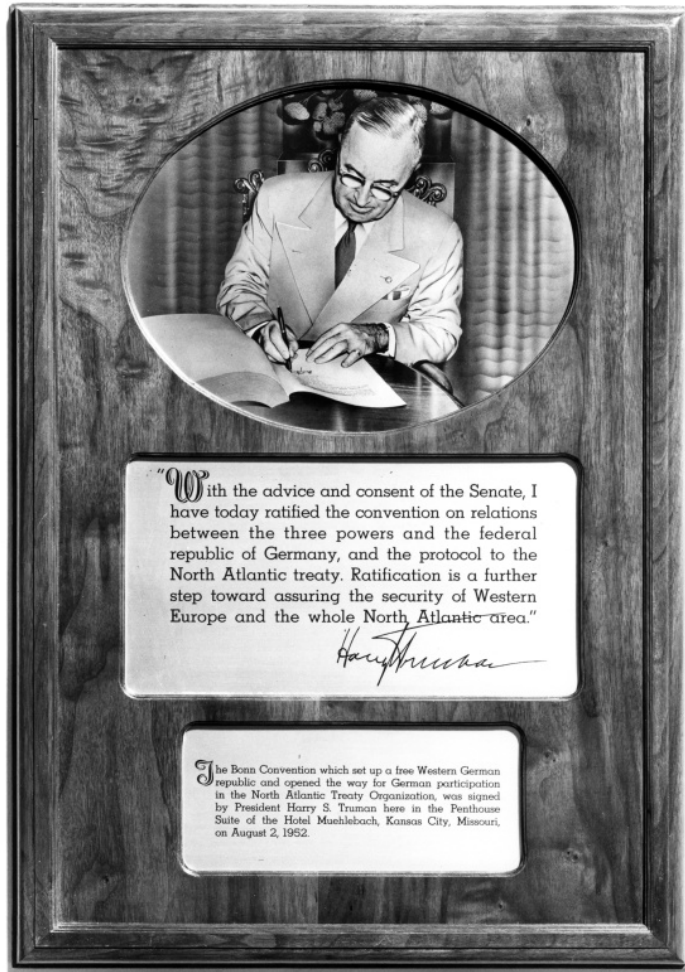 "With the advice and consent of the Senate, I
have today ratified the convention on relations
between the three powers and the federal
republic of Germany, and the protocol to the
North Atlantic treaty. Ratification is a further
step toward assuring the security of Western
Europe and the whole North Atlantic area."
Harry Truman
The Bonn Convention which set up a free Western German
republic and opened the way for German participation
in the North Atlantic Treaty Organization, was signed
by President Harry S. Truman here in the Penthouse
Suite of the Hotel Muehlebach, Kansas City, Missouri,
on August 2, 1952.